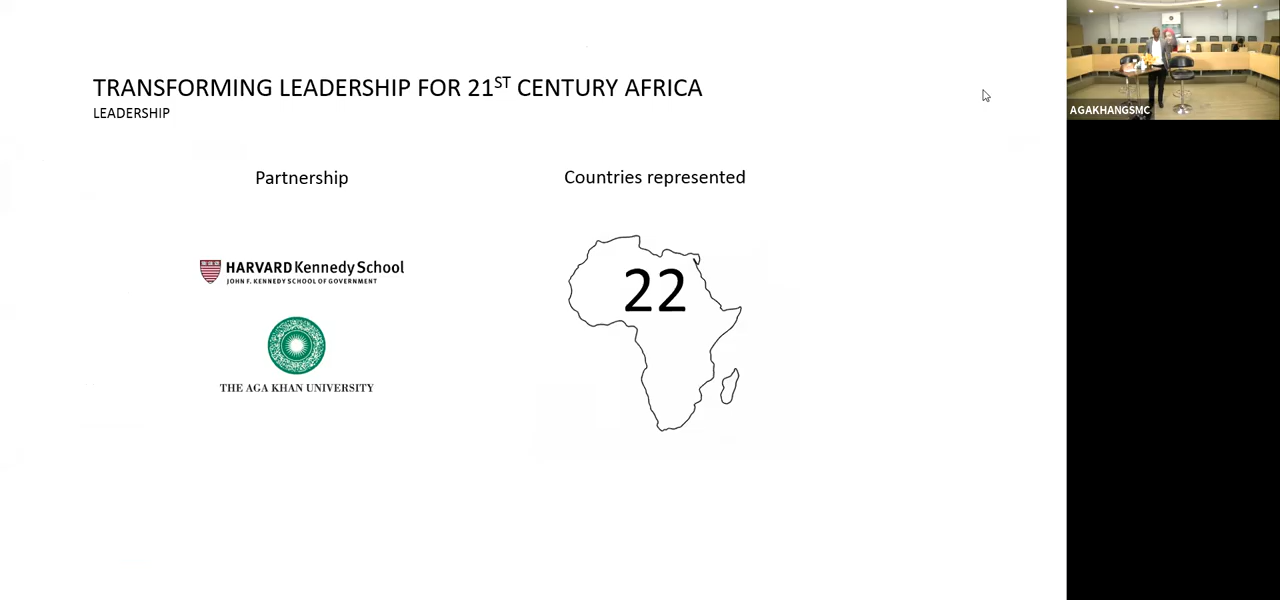 TRANSFORMING LEADERSHIP FOR 21ST CENTURY AFRICA
LEADERSHIP
Partnership
Countries represented
HARVARD Kennedy School
JOHN F. KENNEDY SCHOOL OF GOVERNMENT
22
THE AGA KHAN UNIVERSITY
AGAKHANGSMC